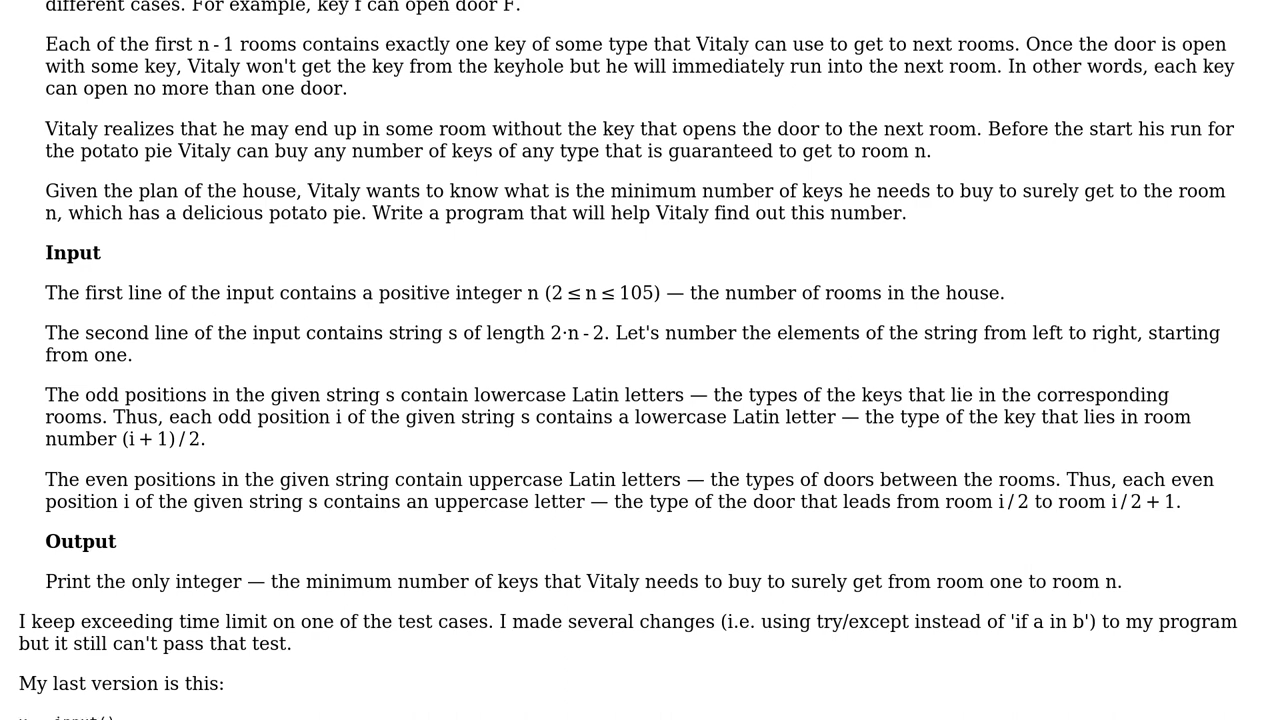 different cases. For example, key f can open door F.
Each of the first n - 1 rooms contains exactly one key of some type that Vitaly can use to get to next rooms. Once the door is open
with some key, Vitaly won't get the key from the keyhole but he will immediately run into the next room. In other words, each key
can open no more than one door.
Vitaly realizes that he may end up in some room without the key that opens the door to the next room. Before the start his run for
the potato pie Vitaly can buy any number of keys of any type that is guaranteed to get to room n.
Given the plan of the house, Vitaly wants to know what is the minimum number of keys he needs to buy to surely get to the room
n, which has a delicious potato pie. Write a program that will help Vitaly find out this number.
Input
The first line of the input contains a positive integer n (2 ≤ n ≤ 105) — the number of rooms in the house.
The second line of the input contains string s of length 2·n - 2. Let's number the elements of the string from left to right, starting
from one.
The odd positions in the given string s contain lowercase Latin letters — the types of the keys that lie in the corresponding
rooms. Thus, each odd position i of the given string s contains a lowercase Latin letter — the type of the key that lies in room
number (i + 1) / 2.
The even positions in the given string contain uppercase Latin letters — the types of doors between the rooms. Thus, each even
position i of the given string s contains an uppercase letter — the type of the door that leads from room i / 2 to room i / 2 + 1.
Output
Print the only integer — the minimum number of keys that Vitaly needs to buy to surely get from room one to room n.
I keep exceeding time limit on one of the test cases. I made several changes (i.e. using try/except instead of 'if a in b') to my program
but it still can't pass that test.
My last version is this: